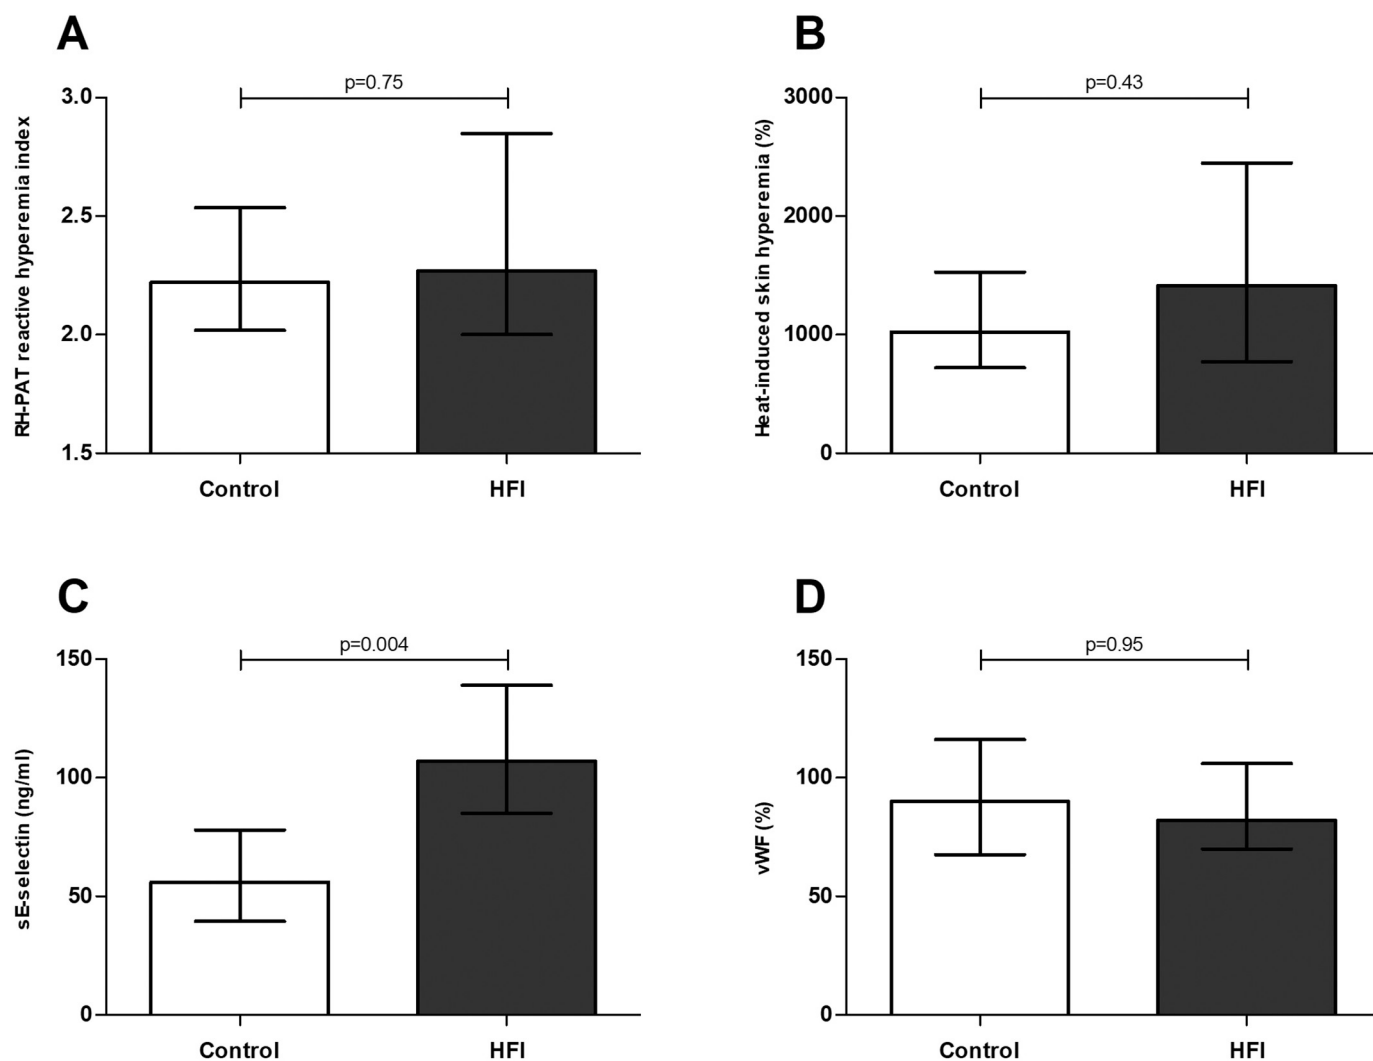 A
p=0.75
RH-PAT reactive hyperemia index
3.0
2.5
2.0
1.5
Control
HFI
B
p=0.43
Heat-induced skin hyperemia (%)
3000
2000
1000
0
Control
HFI
C
p=0.004
sE-selectin (ng/ml)
150
100
50
0
Control
HFI
D
p=0.95
vWF (%)
150
100
50
0
Control
HFI